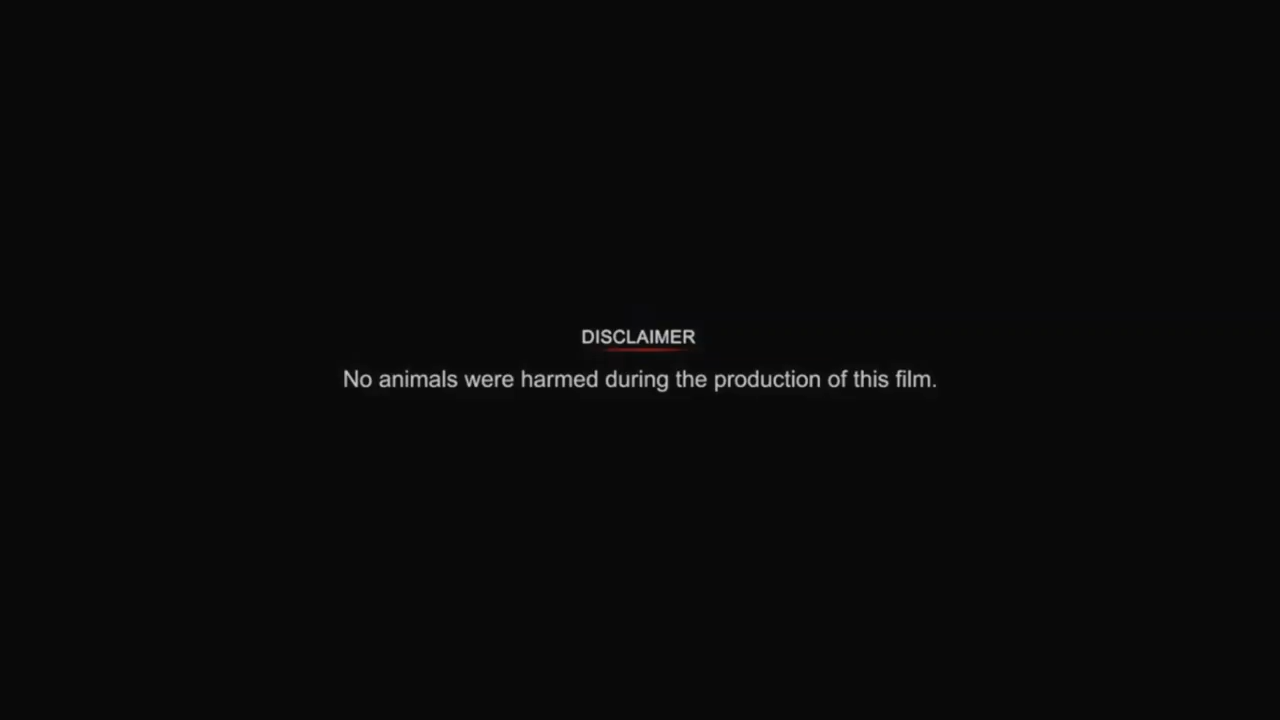 DISCLAIMER
No animals were harmed during the production of this film.